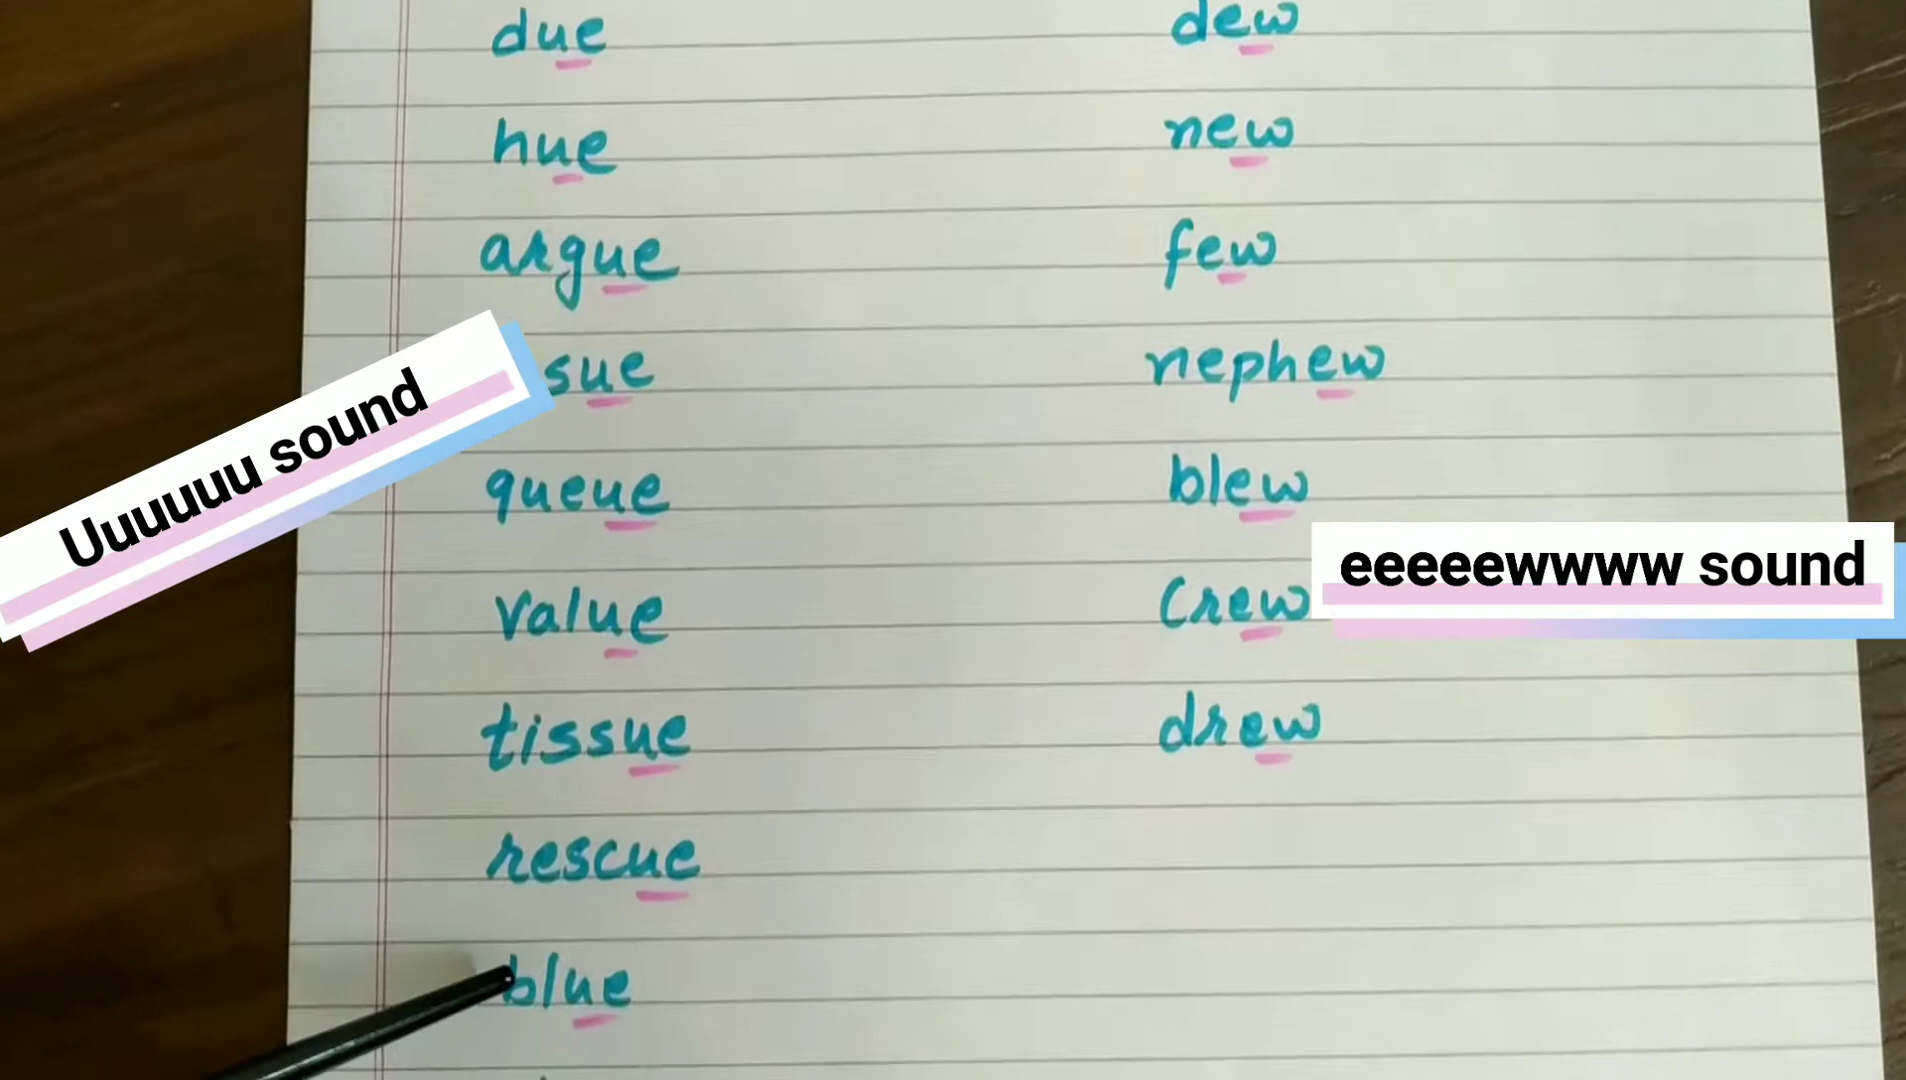 due dew
hue new
argue few
sue nephew
Uuuuuu sound
queue blew
eeeeewwww sound
value Crew
tissue drew
rescue
blue